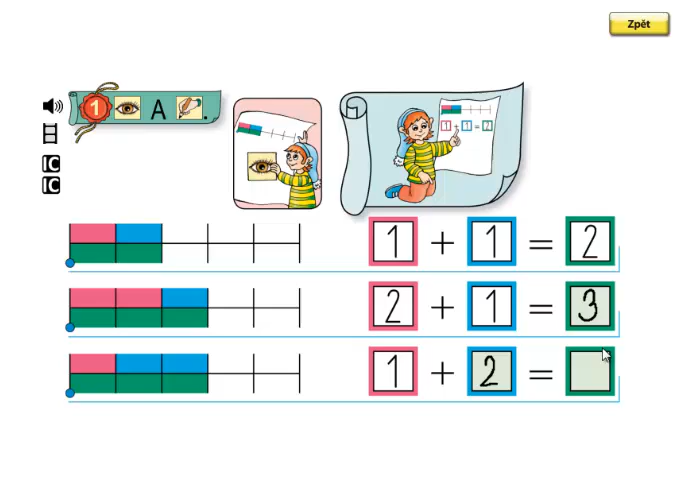 Zpět
1 A .
1 + 1 = 2
1 + 1 = 2
2 + 1 = 3
1 + 2 =